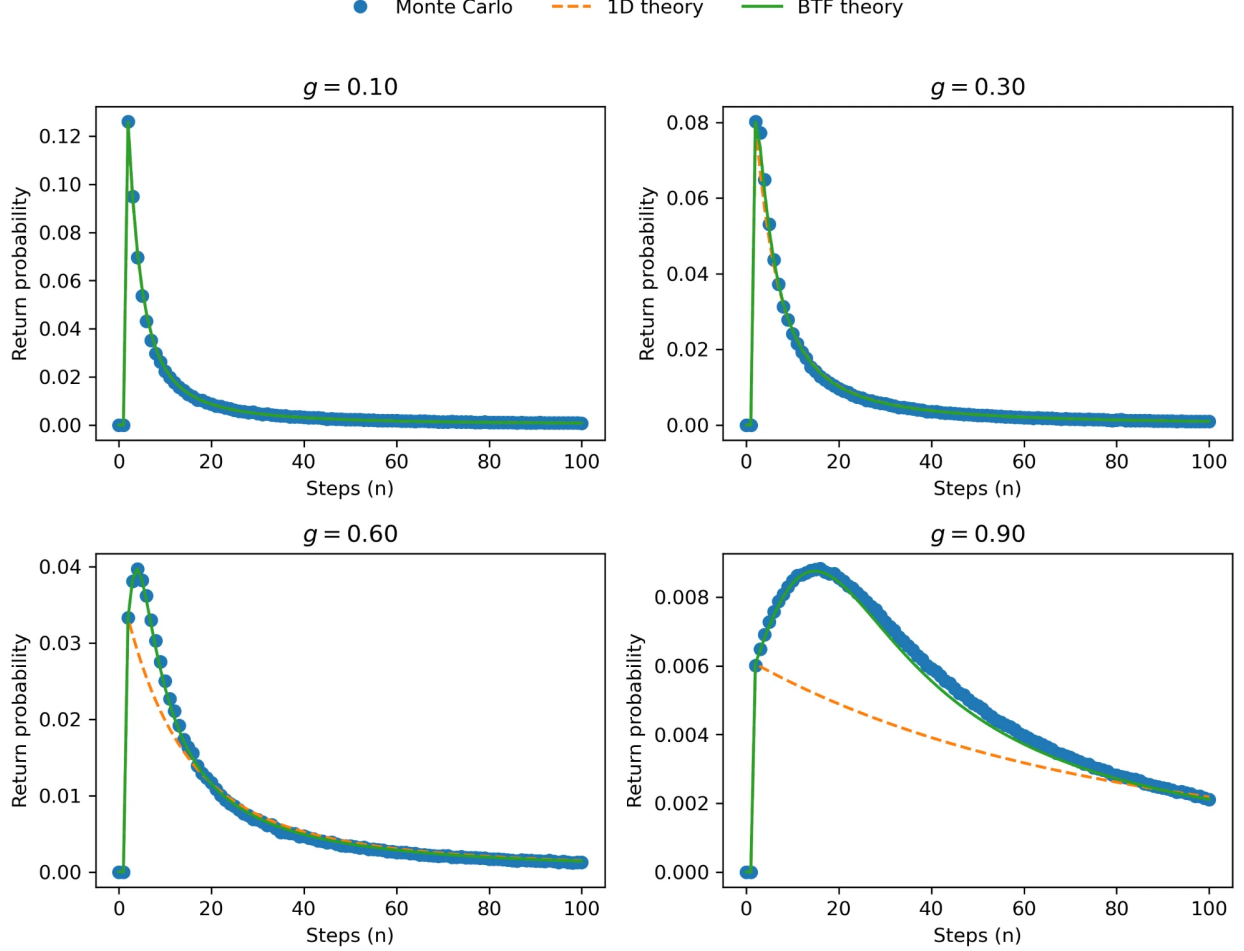 Monte Carlo 1D theory BTF theory
g = 0.10
Return probability
0.12
0.10
0.08
0.06
0.04
0.02
0.00
0 20 40 60 80 100
Steps (n)
g = 0.30
Return probability
0.08
0.06
0.04
0.02
0.00
0 20 40 60 80 100
Steps (n)
g = 0.60
Return probability
0.04
0.03
0.02
0.01
0.00
0 20 40 60 80 100
Steps (n)
g = 0.90
Return probability
0.008
0.006
0.004
0.002
0.000
0 20 40 60 80 100
Steps (n)